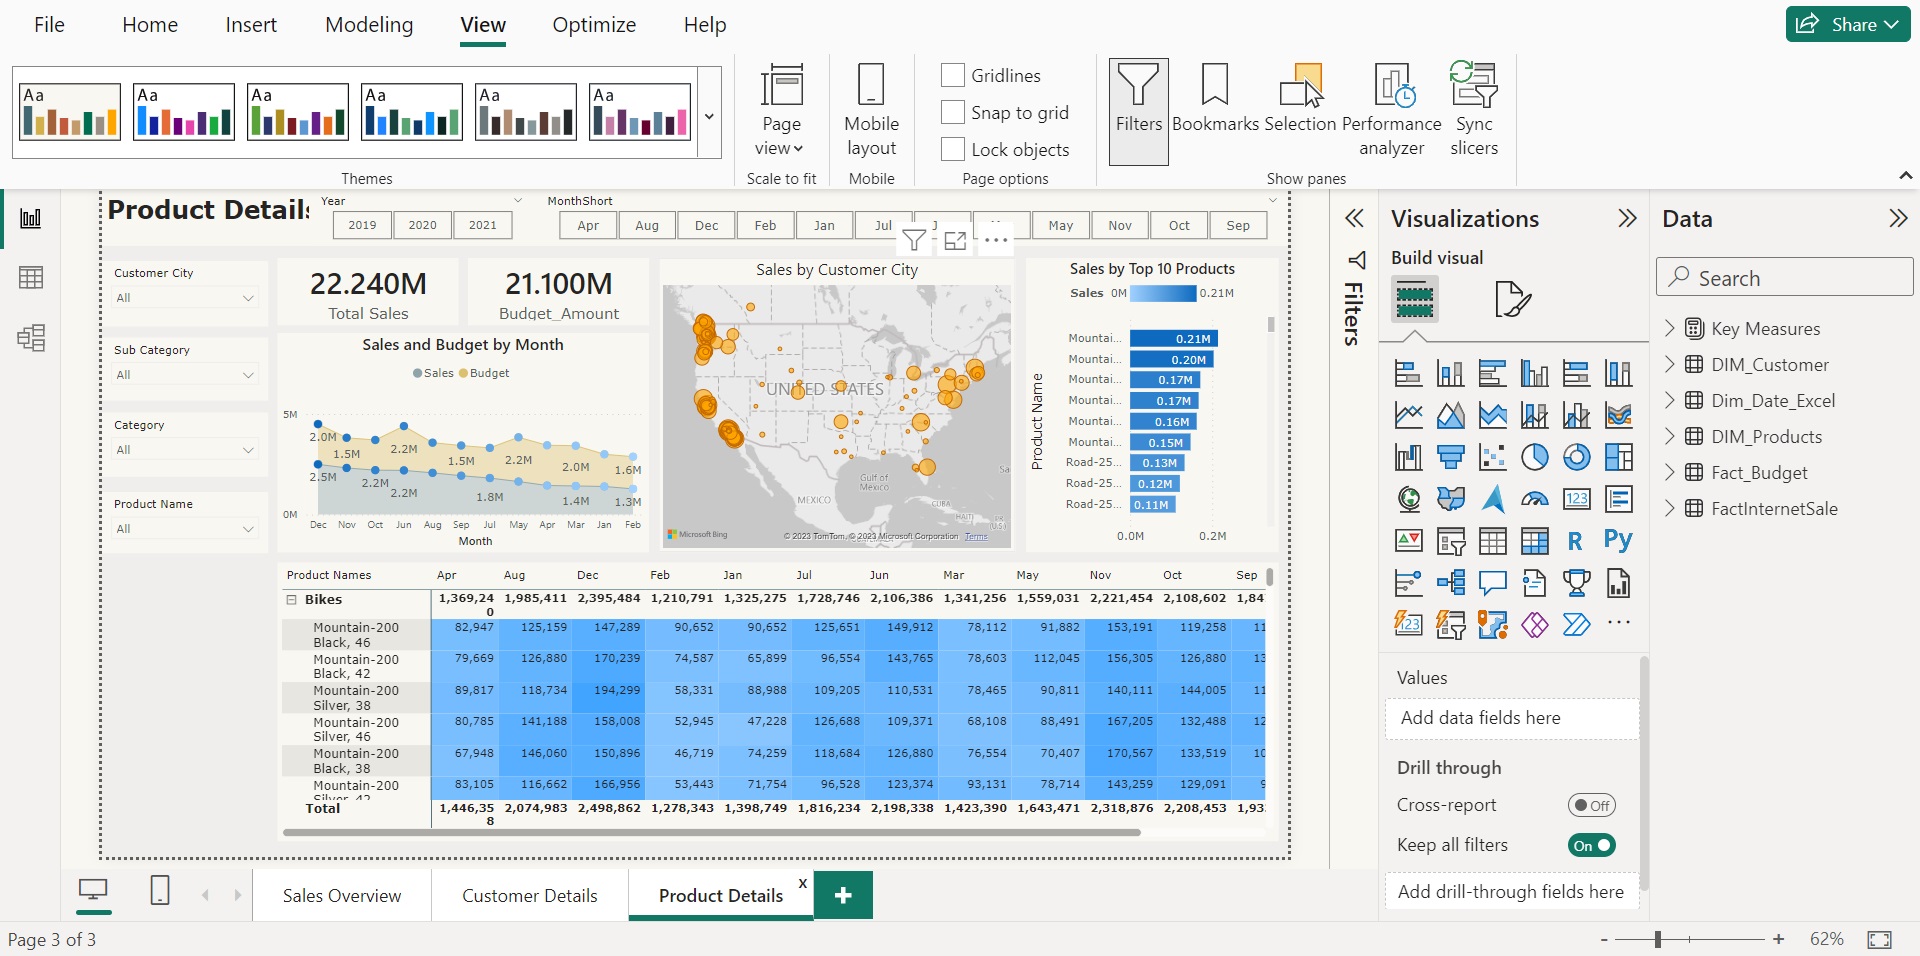 File Home Insert Modeling View Optimize Help Share
Aa Aa Aa Aa Aa Aa
Themes
Page
view
Scale to fit
Mobile
layout
Mobile
Gridlines
Snap to grid
Lock objects
Page options
Filters Bookmarks Selection Performance
analyzer
Sync
slicers
Show panes
Product Details
Year
2019 2020 2021
MonthShort
Apr Aug Dec Feb Jan Jul May Nov Oct Sep
Customer City
All
Sub Category
All
Category
All
Product Name
All
22.240M
Total Sales
21.100M
Budget_Amount
Sales and Budget by Month
Sales Budget
5M
2.0M 1.5M 2.2M 1.5M 2.2M 2.0M 1.6M
2.5M 2.2M 2.2M 1.8M 1.4M 1.3M
0M
Dec Nov Oct Jun Aug Sep Jul May Apr Mar Jan Feb
Month
Sales by Customer City
UNITED STATES
MEXICO
Gulf of
Mexico
CUBA
HAITI
Sa
(U.S.)
Microsoft Bing
© 2023 TomTom, © 2023 Microsoft Corporation Terms
Sales by Top 10 Products
Sales 0M 0.21M
Product Name
Mountai... 0.21M
Mountai... 0.20M
Mountai... 0.17M
Mountai... 0.17M
Mountai... 0.16M
Mountai... 0.15M
Road-25... 0.13M
Road-25... 0.12M
Road-25... 0.11M
0.0M 0.2M
Product Names Apr Aug Dec Feb Jan Jul Jun Mar May Nov Oct Sep
Bikes 1,369,240 1,985,411 2,395,484 1,210,791 1,325,275 1,728,746 2,106,386 1,341,256 1,559,031 2,221,454 2,108,602 1,84
Mountain-200 82,947 125,159 147,289 90,652 90,652 125,651 149,912 78,112 91,882 153,191 119,258 11
Black, 46
Mountain-200 79,669 126,880 170,239 74,587 65,899 96,554 143,765 78,603 112,045 156,305 126,880 13
Black, 42
Mountain-200 89,817 118,734 194,299 58,331 88,988 109,205 110,531 78,465 90,811 140,111 144,005 11
Silver, 38
Mountain-200 80,785 141,188 158,008 52,945 47,228 126,688 109,371 68,108 88,491 167,205 132,488 12
Silver, 46
Mountain-200 67,948 146,060 150,896 46,719 74,259 118,684 126,880 76,554 70,407 170,567 133,519 10
Black, 38
Mountain-200 83,105 116,662 166,956 53,443 71,754 96,528 123,374 93,131 78,714 143,259 129,091 9
Silver, 42
Total 1,446,358 2,074,983 2,498,862 1,278,343 1,398,749 1,816,234 2,198,338 1,423,390 1,643,471 2,318,876 2,208,453 1,93
Filters
Visualizations
Build visual
123
R Py
123
Values
Add data fields here
Drill through
Cross-report Off
Keep all filters On
Add drill-through fields here
Data
Search
Key Measures
DIM_Customer
Dim_Date_Excel
DIM_Products
Fact_Budget
FactInternetSale
Sales Overview Customer Details Product Details x +
Page 3 of 3
- + 62%